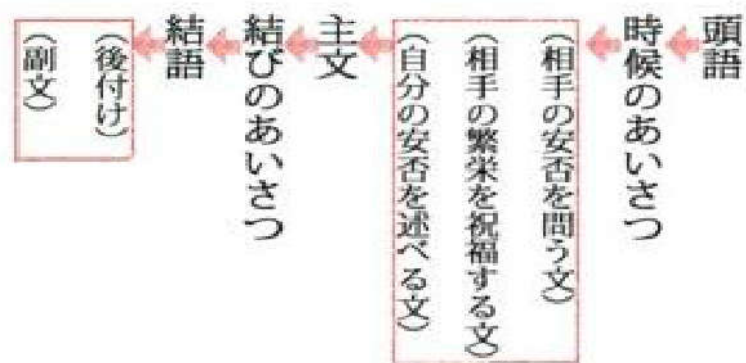 頭語
時候のあいさつ
（相手の安否を問う文）
（相手の繁栄を祝福する文）
（自分の安否を述べる文）
主文
結びのあいさつ
結語
（後付け）
（副文）